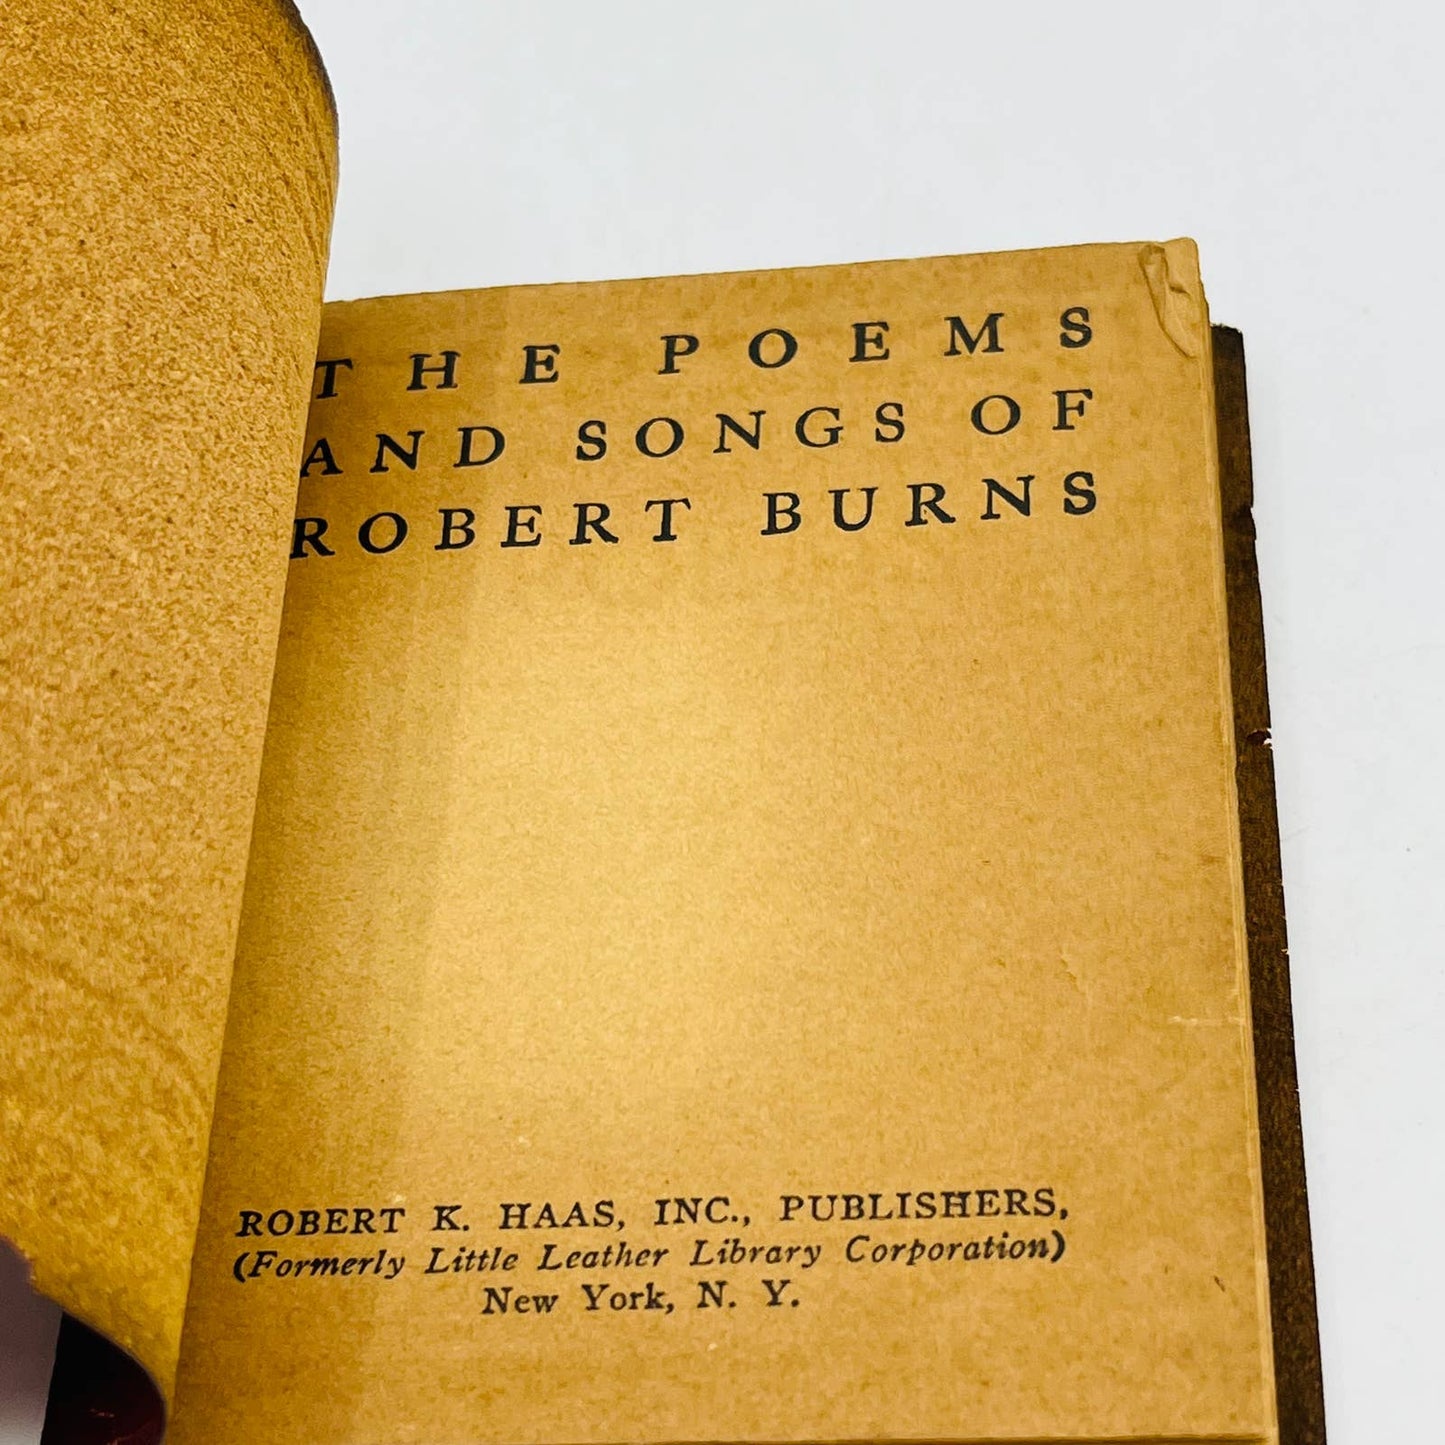 THE POEMS
AND SONGS OF
ROBERT BURNS
ROBERT K. HAAS, INC., PUBLISHERS,
(Formerly Little Leather Library Corporation)
New York, N. Y.